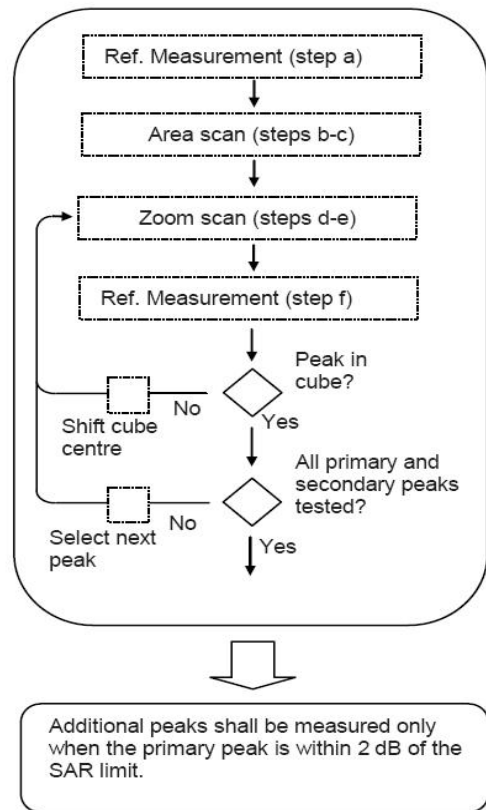 Ref. Measurement (step a)
Area scan (steps b-c)
Zoom scan (steps d-e)
Ref. Measurement (step f)
Peak in
cube?
No
Shift cube
centre
Yes
All primary and
secondary peaks
tested?
No
Select next
peak
Yes
Additional peaks shall be measured only
when the primary peak is within 2 dB of the
SAR limit.